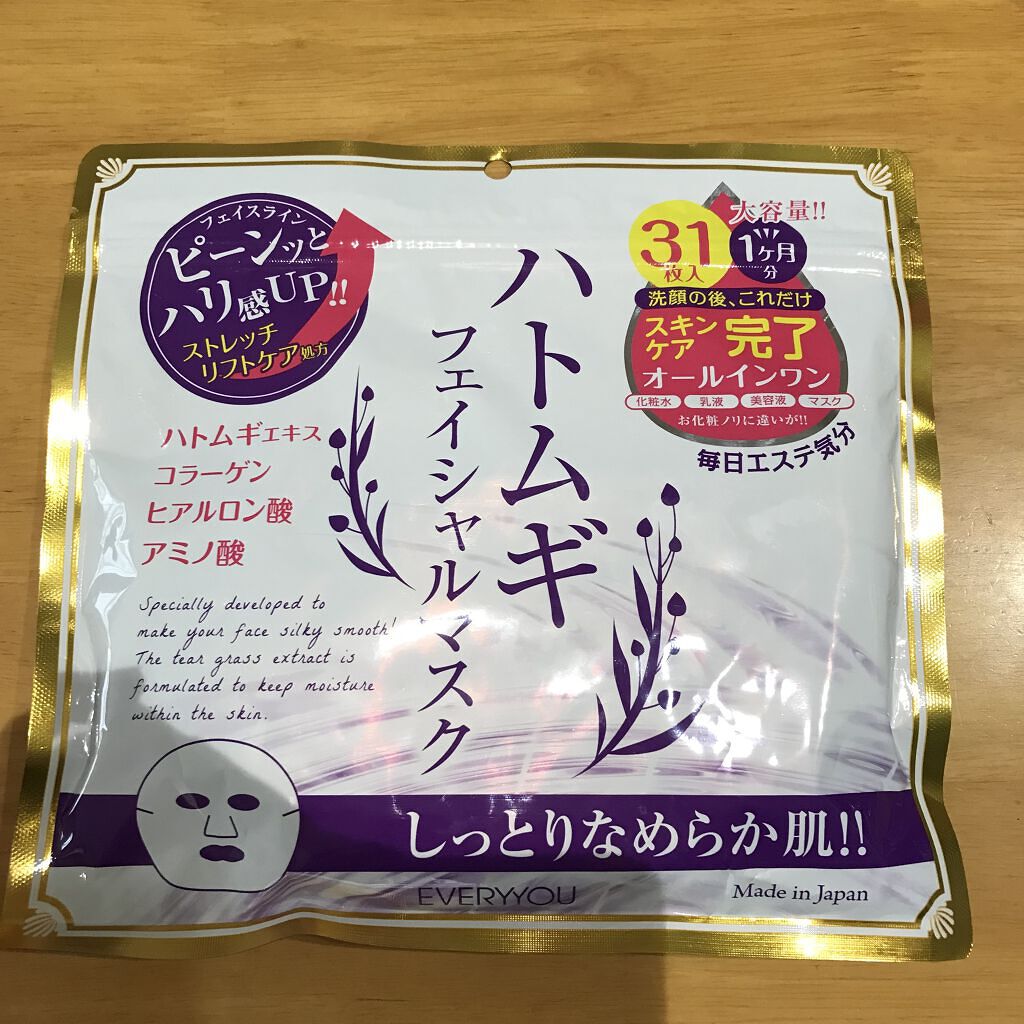 フェイスライン
ピーンッと
ハリ感UP!!
ストレッチ
リフトケア処方
大容量!!
31枚入
1ヶ月分
洗顔の後、これだけ
スキンケア 完了
オールインワン
化粧水 乳液 美容液 マスク
お化粧ノリに違いが!!
毎日エステ気分
ハトムギ
フェイシャルマスク
ハトムギエキス
コラーゲン
ヒアルロン酸
アミノ酸
Specially developed to
make your face silky smooth!
The tear grass extract is
formulated to keep moisture
within the skin.
しっとりなめらか肌!!
EVERYYOU
Made in Japan